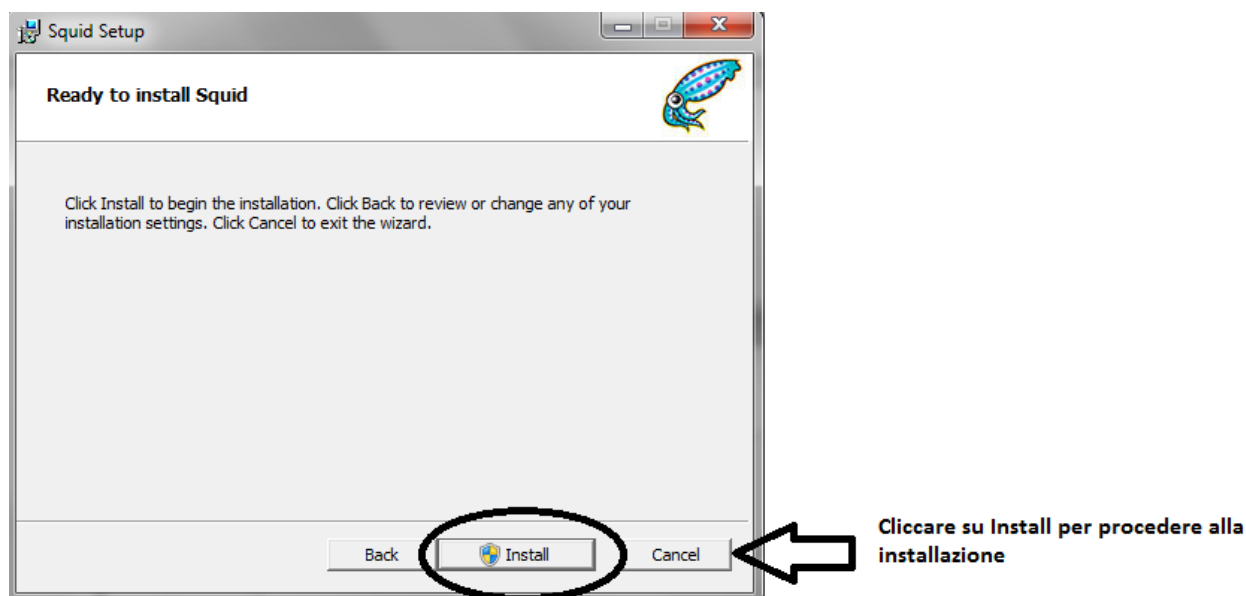 Squid Setup
Ready to install Squid
Click Install to begin the installation. Click Back to review or change any of your
installation settings. Click Cancel to exit the wizard.
Back Install Cancel
Cliccare su Install per procedere alla
installazione